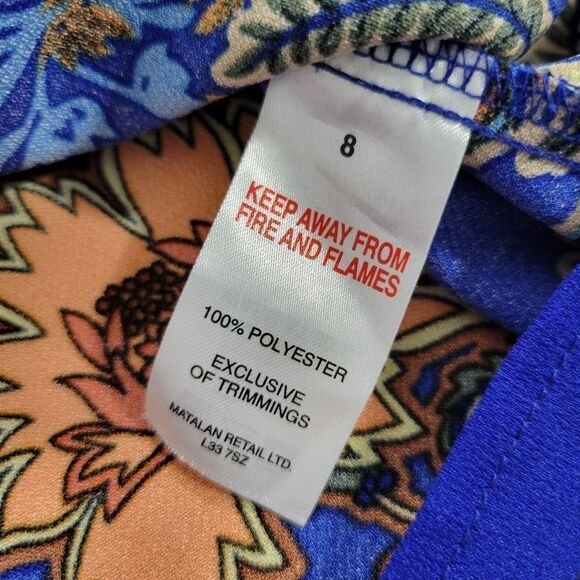 8
KEEP AWAY FROM
FIRE AND FLAMES
100% POLYESTER
EXCLUSIVE
OF TRIMMINGS
MATALAN RETAIL LTD.
L33 7SZ